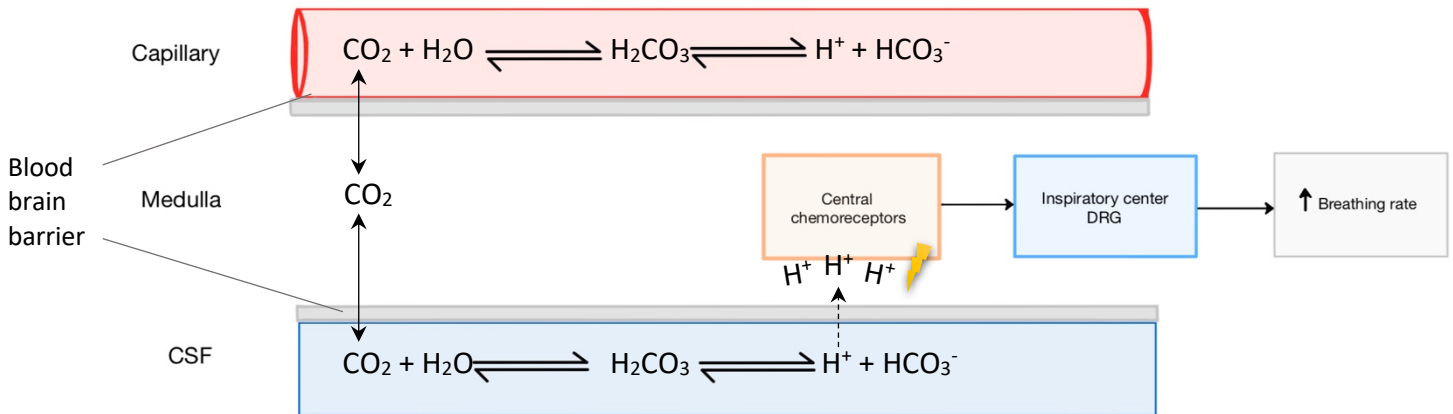 Capillary
CO₂ + H₂O H₂CO₃ H⁺ + HCO₃⁻
Blood
brain
barrier
Medulla
CO₂
Central
chemoreceptors
Inspiratory center
DRG
↑ Breathing rate
H⁺ H⁺ H⁺
CSF
CO₂ + H₂O H₂CO₃ H⁺ + HCO₃⁻